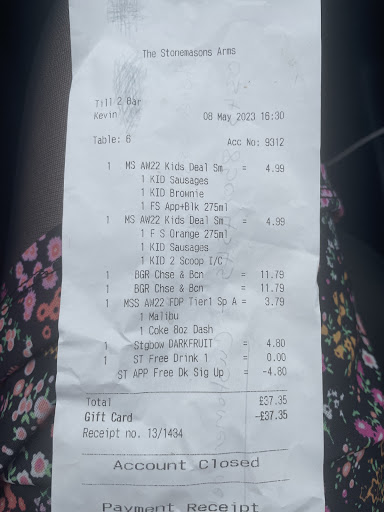 The Stonemasons Arms
Till 2 Bar
Kevin 08 May 2023 16:30
Table: 6 Acc No: 9312
1 MS AW22 Kids Deal Sm = 4.99
1 KID Sausages
1 KID Brownie
1 FS App+Blk 275ml
1 MS AW22 Kids Deal Sm = 4.99
1 F S Orange 275ml
1 KID Sausages
1 KID 2 Scoop I/C
1 BGR Chse & Bcn = 11.79
1 BGR Chse & Bcn = 11.79
1 MSS AW22 FDP Tier1 Sp A = 3.79
1 Malibu
1 Coke 8oz Dash
1 Stgbow DARKFRUIT = 4.80
1 ST Free Drink 1 = 0.00
ST APP Free Dk Sig Up = -4.80
Total £37.35
Gift Card -£37.35
Receipt no. 13/1434
Account Closed
Payment Receipt